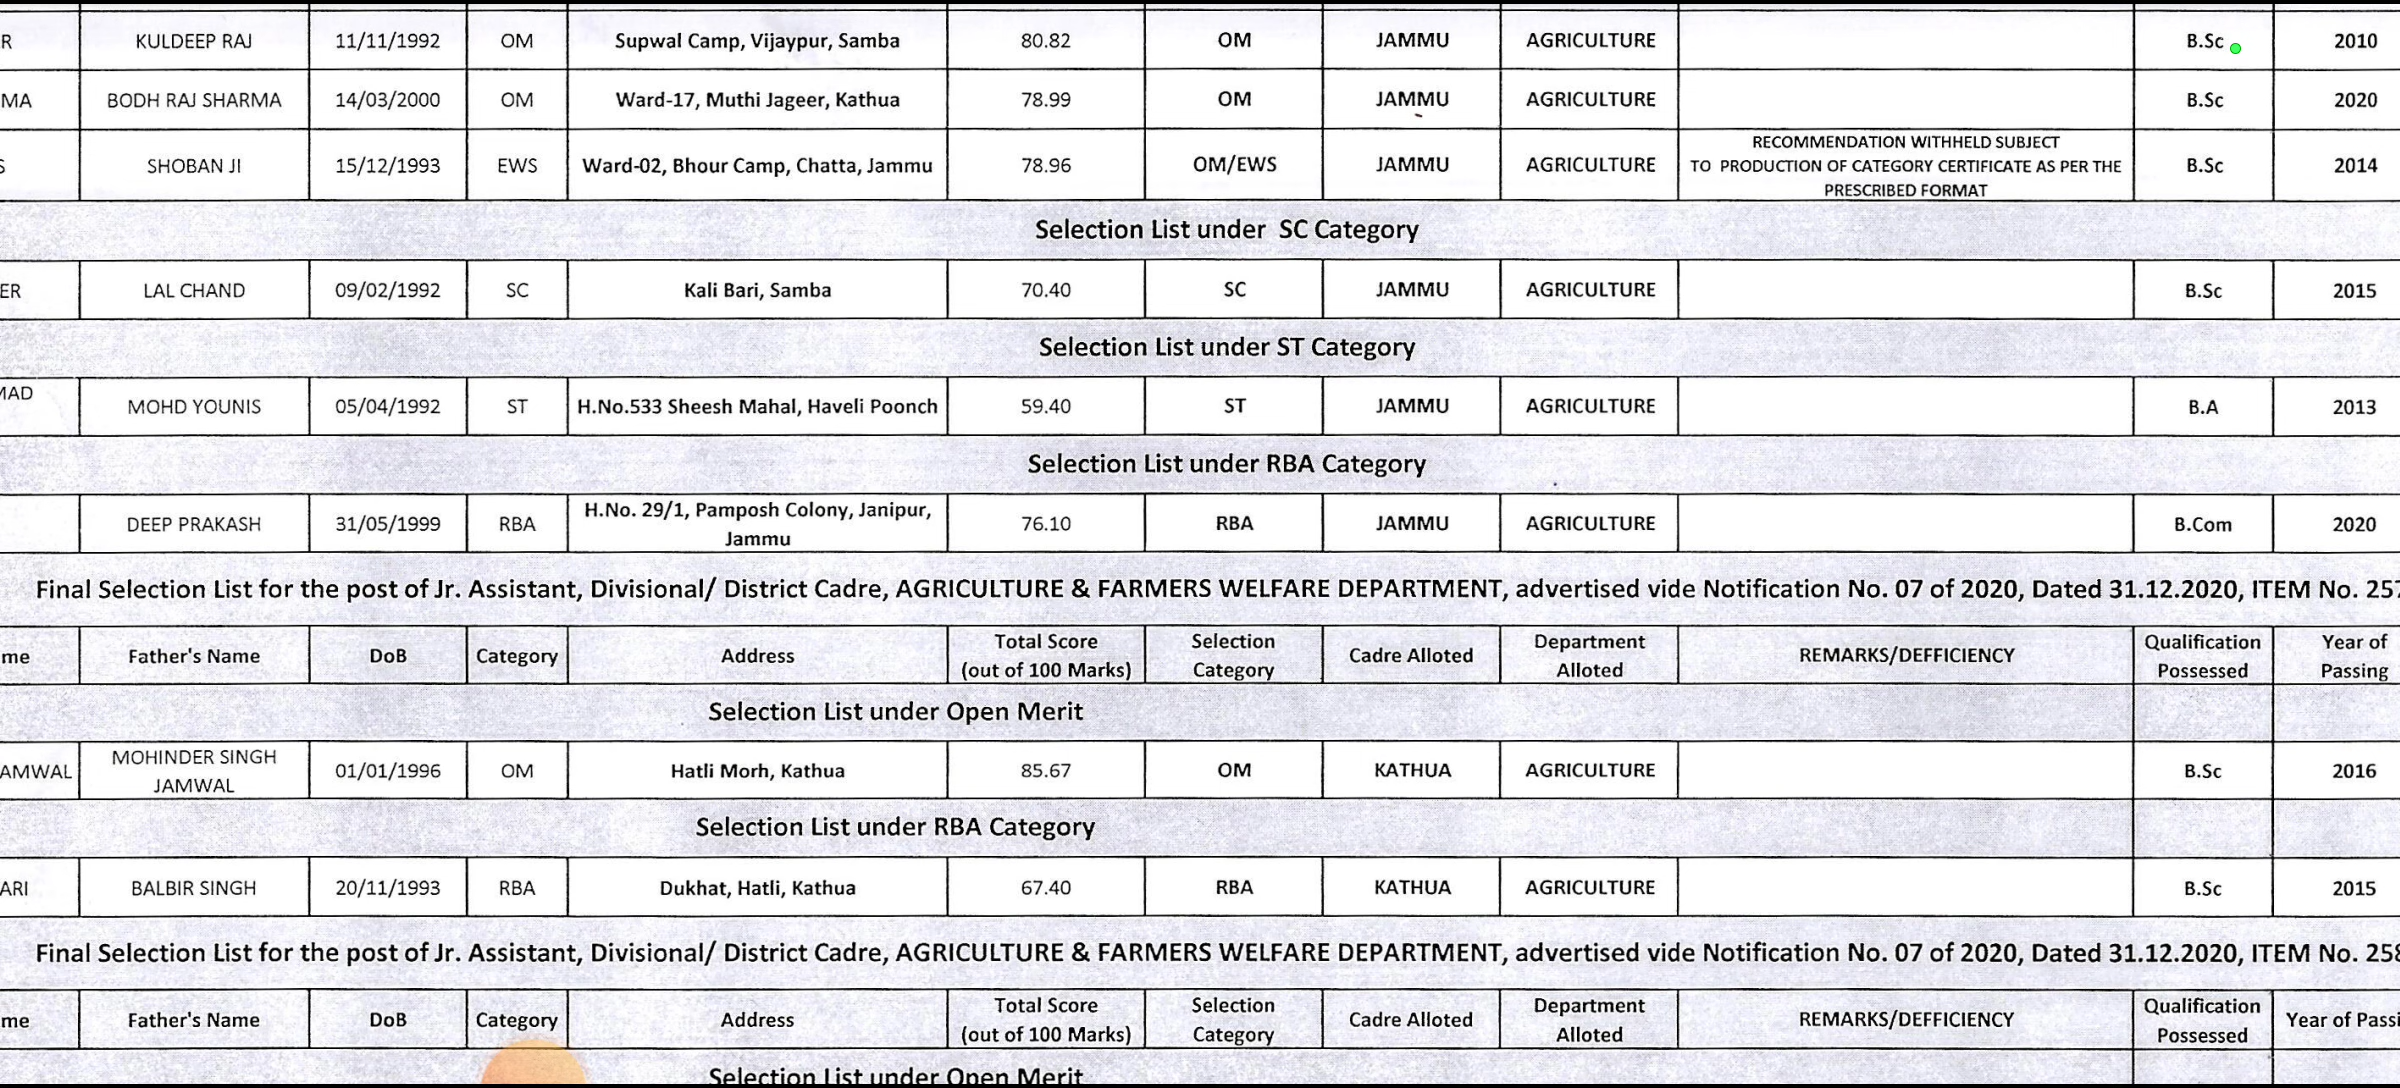 R KULDEEP RAJ 11/11/1992 OM Supwal Camp, Vijaypur, Samba 80.82 OM JAMMU AGRICULTURE B.Sc 2010
MA BODH RAJ SHARMA 14/03/2000 OM Ward-17, Muthi Jageer, Kathua 78.99 OM JAMMU AGRICULTURE B.Sc 2020
S SHOBAN JI 15/12/1993 EWS Ward-02, Bhour Camp, Chatta, Jammu 78.96 OM/EWS JAMMU AGRICULTURE RECOMMENDATION WITHHELD SUBJECT
TO PRODUCTION OF CATEGORY CERTIFICATE AS PER THE
PRESCRIBED FORMAT B.Sc 2014
Selection List under SC Category
ER LAL CHAND 09/02/1992 SC Kali Bari, Samba 70.40 SC JAMMU AGRICULTURE B.Sc 2015
Selection List under ST Category
MAD MOHD YOUNIS 05/04/1992 ST H.No.533 Sheesh Mahal, Haveli Poonch 59.40 ST JAMMU AGRICULTURE B.A 2013
Selection List under RBA Category
DEEP PRAKASH 31/05/1999 RBA H.No. 29/1, Pamposh Colony, Janipur,
Jammu 76.10 RBA JAMMU AGRICULTURE B.Com 2020
Final Selection List for the post of Jr. Assistant, Divisional/ District Cadre, AGRICULTURE & FARMERS WELFARE DEPARTMENT, advertised vide Notification No. 07 of 2020, Dated 31.12.2020, ITEM No. 257
me Father's Name DoB Category Address Total Score
(out of 100 Marks) Selection
Category Cadre Alloted Department
Alloted REMARKS/DEFFICIENCY Qualification
Possessed Year of
Passing
Selection List under Open Merit
AMWAL MOHINDER SINGH
JAMWAL 01/01/1996 OM Hatli Morh, Kathua 85.67 OM KATHUA AGRICULTURE B.Sc 2016
Selection List under RBA Category
ARI BALBIR SINGH 20/11/1993 RBA Dukhat, Hatli, Kathua 67.40 RBA KATHUA AGRICULTURE B.Sc 2015
Final Selection List for the post of Jr. Assistant, Divisional/ District Cadre, AGRICULTURE & FARMERS WELFARE DEPARTMENT, advertised vide Notification No. 07 of 2020, Dated 31.12.2020, ITEM No. 258
me Father's Name DoB Category Address Total Score
(out of 100 Marks) Selection
Category Cadre Alloted Department
Alloted REMARKS/DEFFICIENCY Qualification
Possessed Year of Passi
Selection List under Open Merit